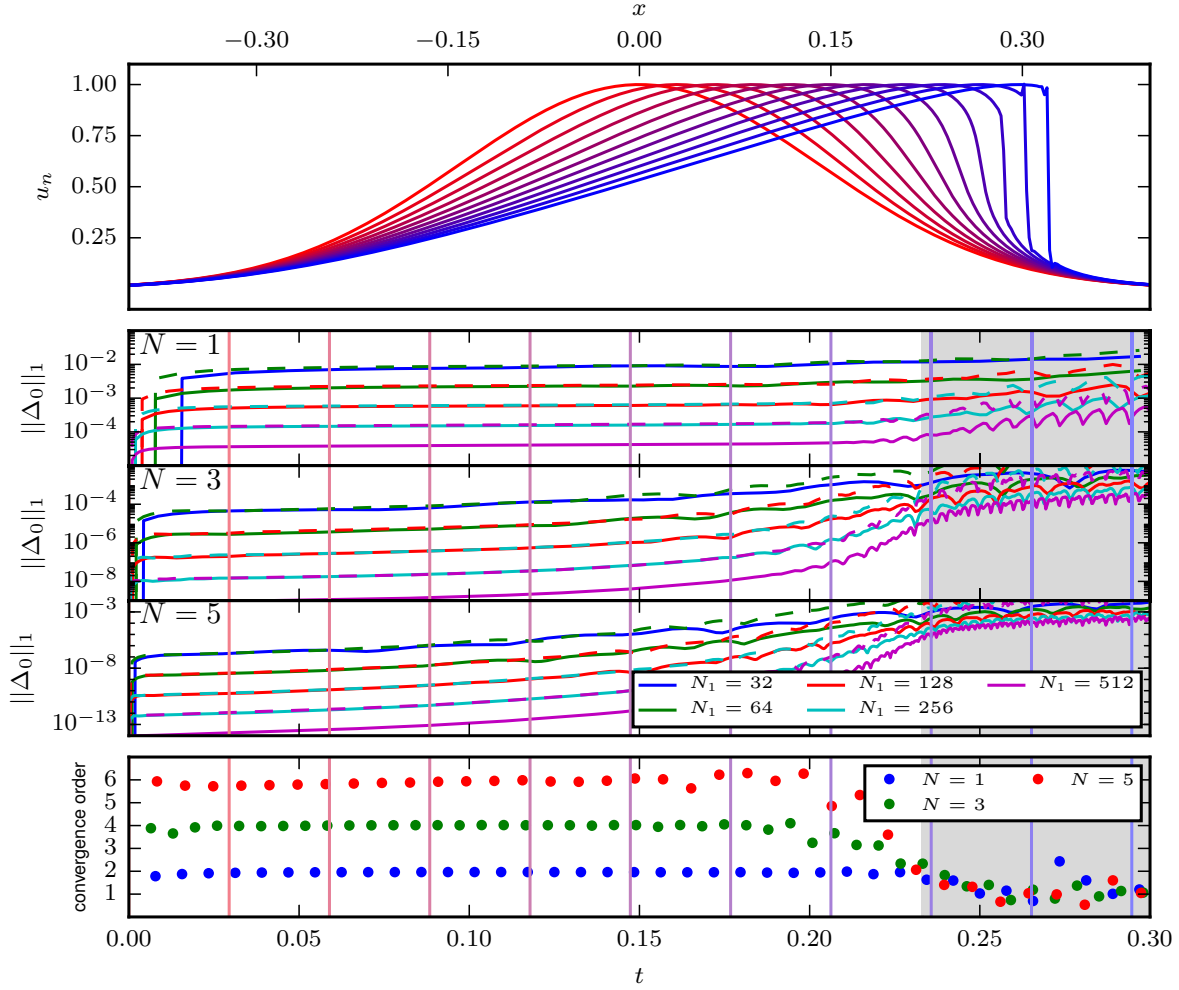 x
−0.30 −0.15 0.00 0.15 0.30
1.00
0.75
0.50
0.25
u_n
N = 1
10^{-2}
10^{-3}
10^{-4}
||Δ_0||_1
N = 3
10^{-4}
10^{-6}
10^{-8}
||Δ_0||_1
N = 5
10^{-3}
10^{-8}
10^{-13}
||Δ_0||_1
N_1 = 32 N_1 = 128 N_1 = 512
N_1 = 64 N_1 = 256
6
5
4
3
2
1
convergence order
N = 1 N = 5
N = 3
0.00 0.05 0.10 0.15 0.20 0.25 0.30
t